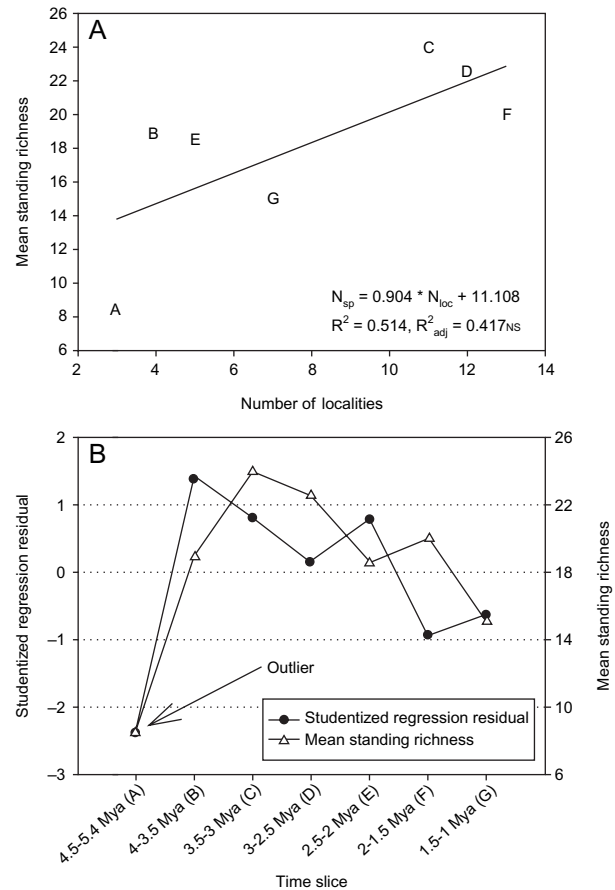 A
Mean standing richness
26
24
22
20
18
16
14
12
10
8
6
C
D
B
E
F
G
A
N_sp = 0.904 * N_loc + 11.108
R² = 0.514, R²_adj = 0.417NS
2 4 6 8 10 12 14
Number of localities
B
Studentized regression residual
2
1
0
–1
–2
–3
Mean standing richness
26
22
18
14
10
6
Outlier
Studentized regression residual
Mean standing richness
4.5-5.4 Mya (A)
4-3.5 Mya (B)
3.5-3 Mya (C)
3-2.5 Mya (D)
2.5-2 Mya (E)
2-1.5 Mya (F)
1.5-1 Mya (G)
Time slice